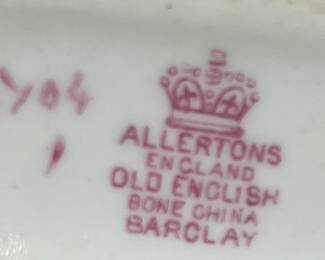 ALLERTONS
ENGLAND
OLD ENGLISH
BONE CHINA
BARCLAY